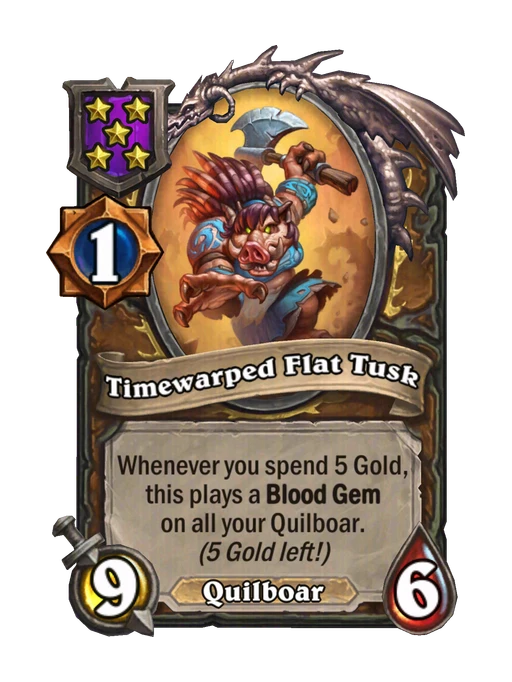 1
Timewarped Flat Tusk
Whenever you spend 5 Gold,
this plays a Blood Gem
on all your Quilboar.
(5 Gold left!)
9
Quilboar
6